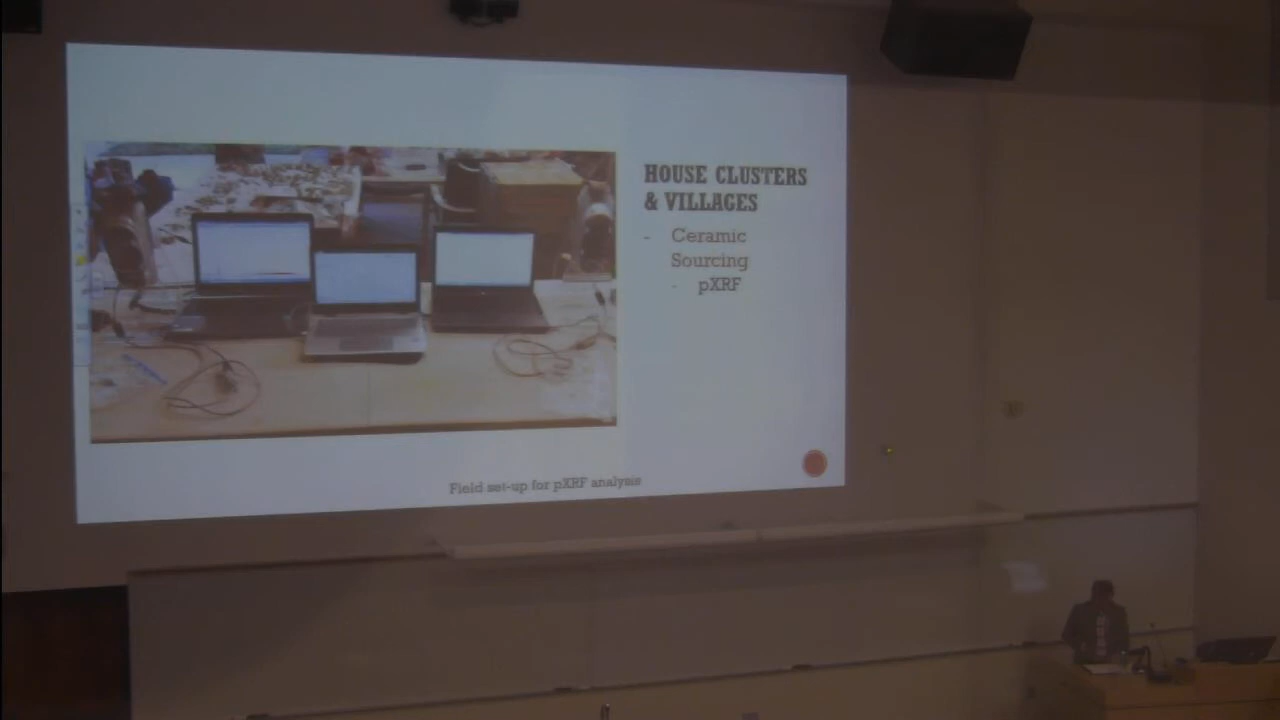 HOUSE CLUSTERS
& VILLAGES
- Ceramic
Sourcing
- pXRF
Field set-up for pXRF analysis